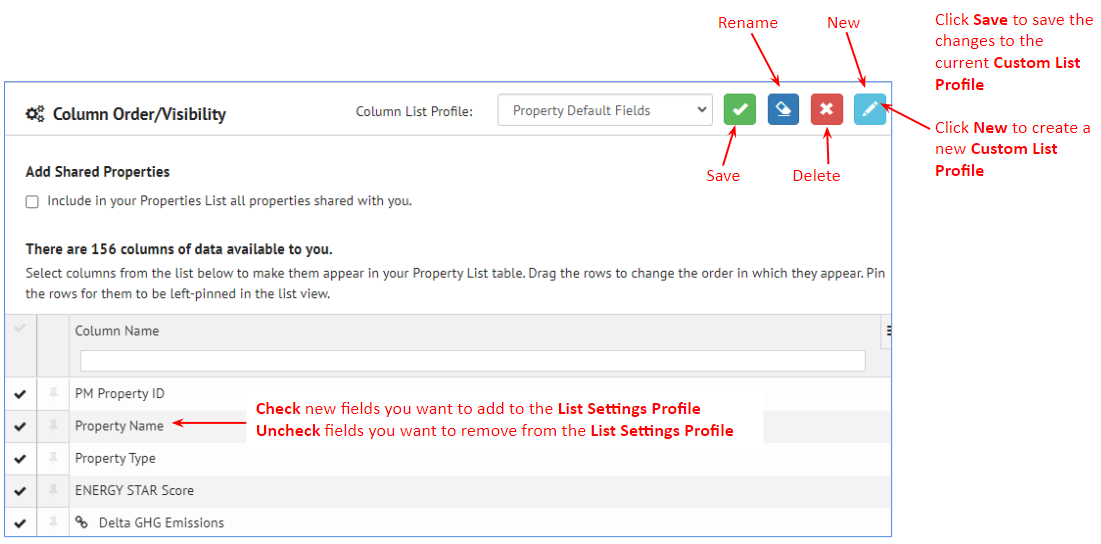 Rename
New
Click Save to save the
changes to the
current Custom List
Profile
Column Order/Visibility
Column List Profile:
Property Default Fields
Click New to create a
new Custom List
Profile
Save
Delete
Add Shared Properties
Include in your Properties List all properties shared with you.
There are 156 columns of data available to you.
Select columns from the list below to make them appear in your Property List table. Drag the rows to change the order in which they appear. Pin
the rows for them to be left-pinned in the list view.
Column Name
PM Property ID
Check new fields you want to add to the List Settings Profile
Uncheck fields you want to remove from the List Settings Profile
Property Name
Property Type
ENERGY STAR Score
Delta GHG Emissions